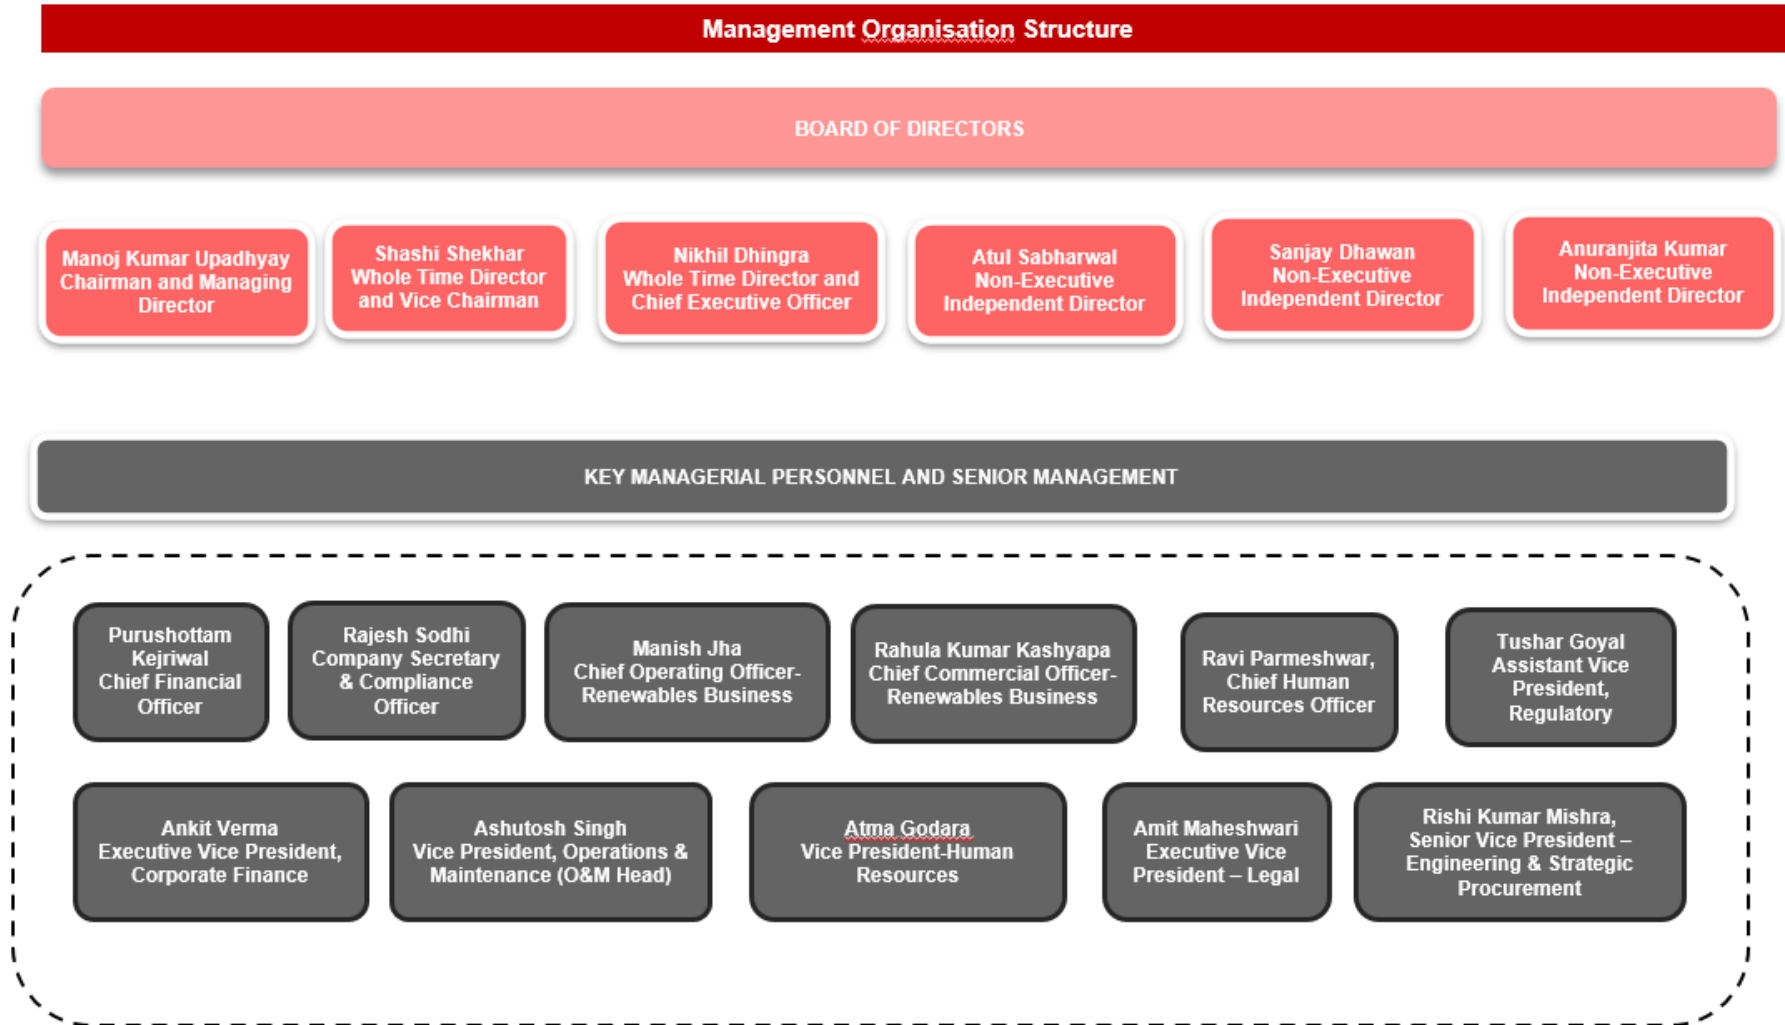 Management Organisation Structure
BOARD OF DIRECTORS
Manoj Kumar Upadhyay
Chairman and Managing
Director
Shashi Shekhar
Whole Time Director
and Vice Chairman
Nikhil Dhingra
Whole Time Director and
Chief Executive Officer
Atul Sabharwal
Non-Executive
Independent Director
Sanjay Dhawan
Non-Executive
Independent Director
Anuranjita Kumar
Non-Executive
Independent Director
KEY MANAGERIAL PERSONNEL AND SENIOR MANAGEMENT
Purushottam
Kejriwal
Chief Financial
Officer
Rajesh Sodhi
Company Secretary
& Compliance
Officer
Manish Jha
Chief Operating Officer-
Renewables Business
Rahula Kumar Kashyapa
Chief Commercial Officer-
Renewables Business
Ravi Parmeshwar,
Chief Human
Resources Officer
Tushar Goyal
Assistant Vice
President,
Regulatory
Ankit Verma
Executive Vice President,
Corporate Finance
Ashutosh Singh
Vice President, Operations &
Maintenance (O&M Head)
Atma Godara
Vice President-Human
Resources
Amit Maheshwari
Executive Vice
President – Legal
Rishi Kumar Mishra,
Senior Vice President –
Engineering & Strategic
Procurement